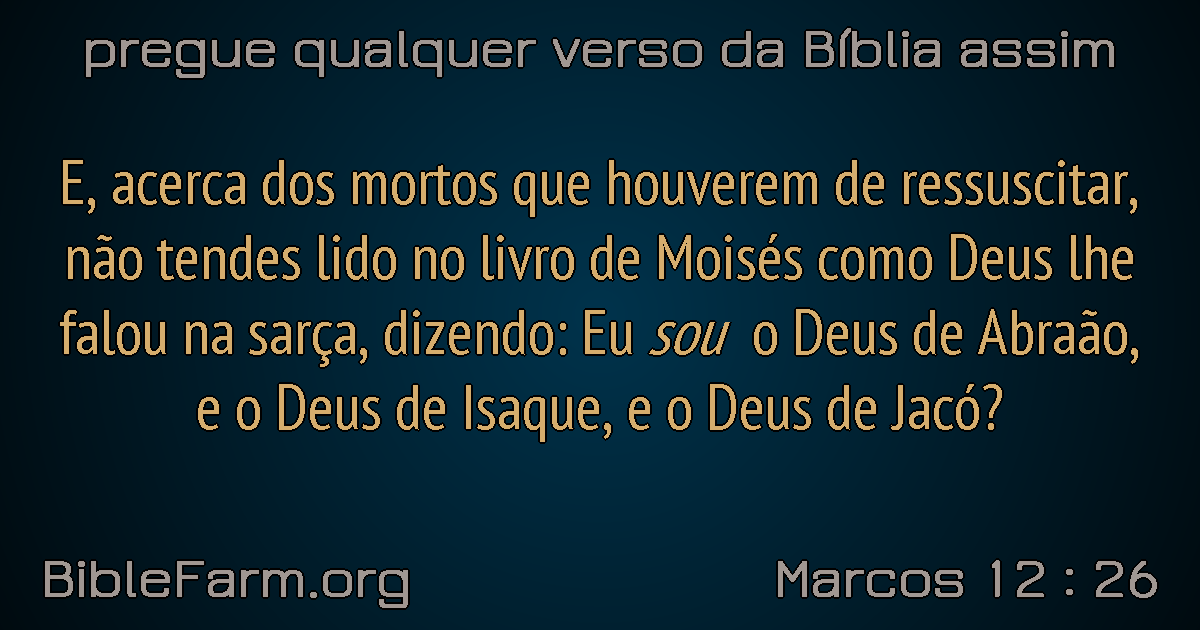 pregue qualquer verso da Bíblia assim
E, acerca dos mortos que houverem de ressuscitar,
não tendes lido no livro de Moisés como Deus lhe
falou na sarça, dizendo: Eu sou o Deus de Abraão,
e o Deus de Isaque, e o Deus de Jacó?
BibleFarm.org
Marcos 12 : 26